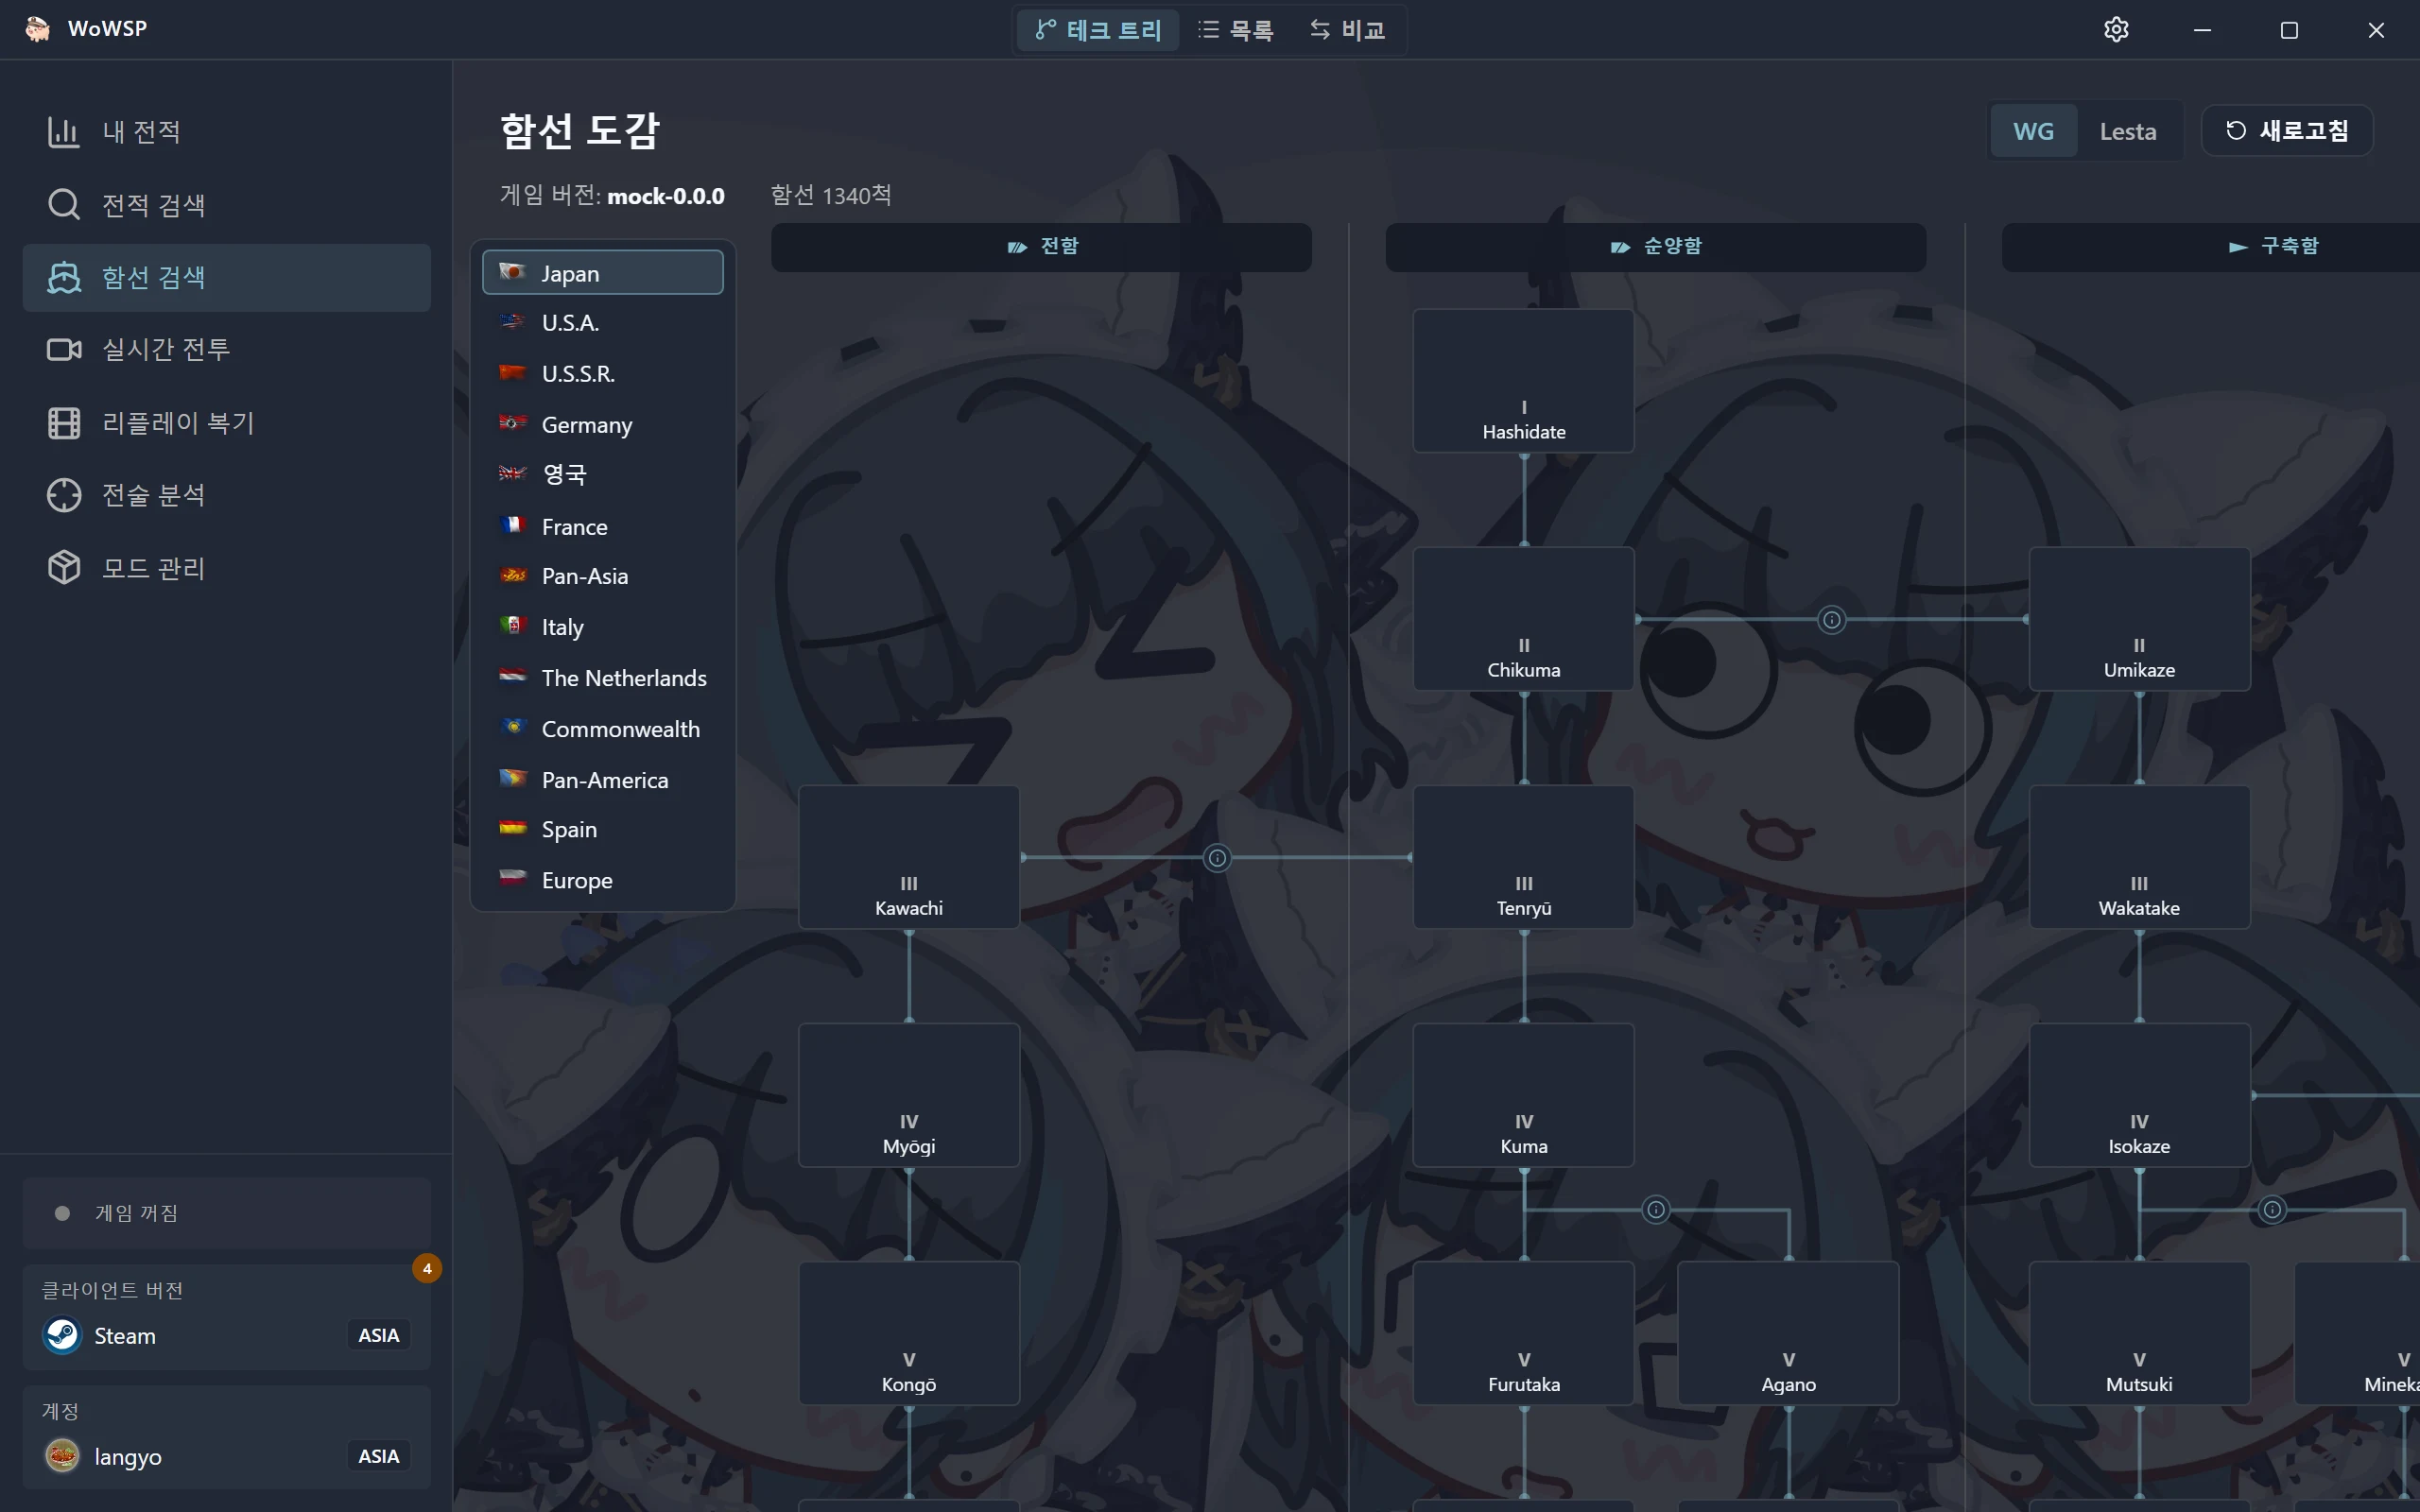 WoWSP
테크 트리
목록
비교
내 전적
전적 검색
함선 검색
실시간 전투
리플레이 복기
전술 분석
모드 관리
게임 꺼짐
4
클라이언트 버전
Steam
ASIA
계정
langyo
ASIA
함선 도감
WG
Lesta
새로고침
게임 버전: mock-0.0.0
함선 1340척
Japan
U.S.A.
U.S.S.R.
Germany
영국
France
Pan-Asia
Italy
The Netherlands
Commonwealth
Pan-America
Spain
Europe
전함
순양함
구축함
I
Hashidate
II
Chikuma
II
Umikaze
III
Kawachi
III
Tenryū
III
Wakatake
IV
Myōgi
IV
Kuma
IV
Isokaze
V
Kongō
V
Furutaka
V
Agano
V
Mutsuki
V